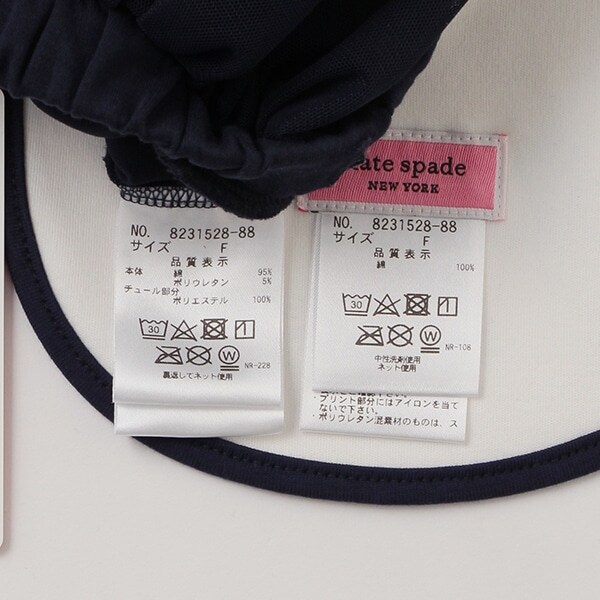 NO. 8231528-88
サイズ F
品質表示
本体 綿 95%
ポリウレタン 5%
チュール部分
ポリエステル 100%
30
NR-228
裏返してネット使用
kate spade
NEW YORK
NO. 8231528-88
サイズ F
品質表示
綿 100%
30
NR-108
中性洗剤使用
ネット使用
・プリント部分にはアイロンを当て
ないで下さい。
・ポリウレタン混素材のものは、ス